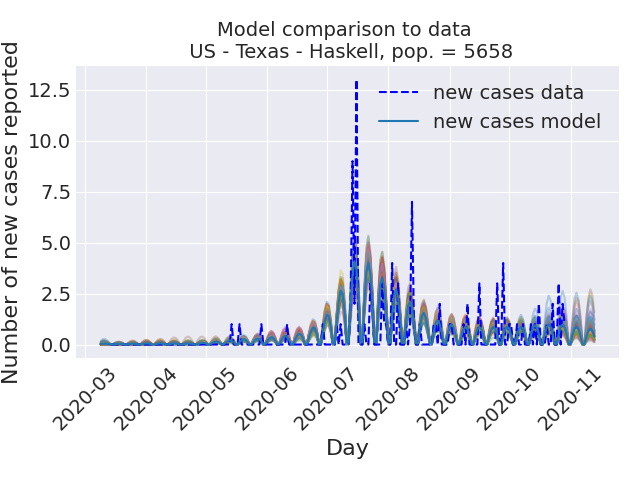 Model comparison to data
US - Texas - Haskell, pop. = 5658
Number of new cases reported
12.5
10.0
7.5
5.0
2.5
0.0
new cases data
new cases model
2020-03
2020-04
2020-05
2020-06
2020-07
2020-08
2020-09
2020-10
2020-11
Day